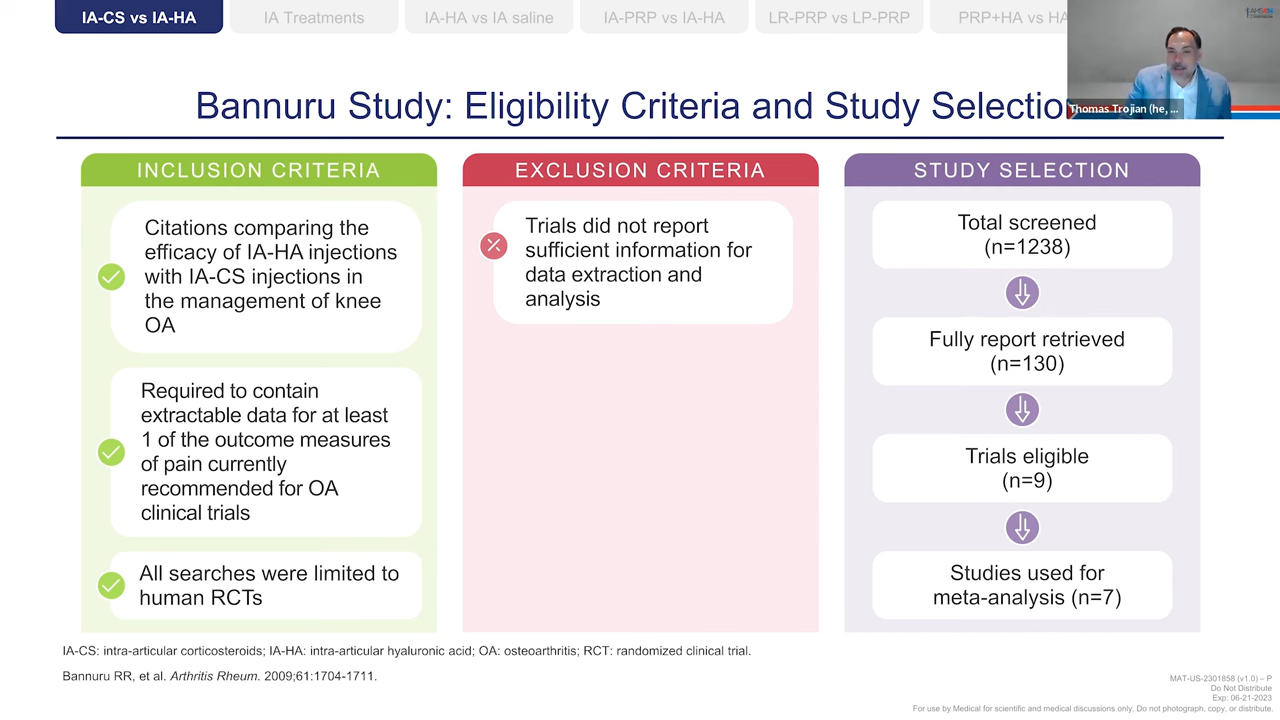 IA-CS vs IA-HA
IA Treatments
IA-HA vs IA saline
IA-PRP vs IA-HA
LR-PRP vs LP-PRP
PRP+HA vs HA
Thomas Trojian (he, ...
Bannuru Study: Eligibility Criteria and Study Selection
INCLUSION CRITERIA
Citations comparing the
efficacy of IA-HA injections
with IA-CS injections in
the management of knee
OA
Required to contain
extractable data for at least
1 of the outcome measures
of pain currently
recommended for OA
clinical trials
All searches were limited to
human RCTs
EXCLUSION CRITERIA
Trials did not report
sufficient information for
data extraction and
analysis
STUDY SELECTION
Total screened
(n=1238)
Fully report retrieved
(n=130)
Trials eligible
(n=9)
Studies used for
meta-analysis (n=7)
IA-CS: intra-articular corticosteroids; IA-HA: intra-articular hyaluronic acid; OA: osteoarthritis; RCT: randomized clinical trial.
Bannuru RR, et al. Arthritis Rheum. 2009;61:1704-1711.
MAT-US-2301858 (v1.0) – P
Do Not Distribute
Exp: 06-21-2023
For use by Medical for scientific and medical discussions only. Do not photograph, copy, or distribute.